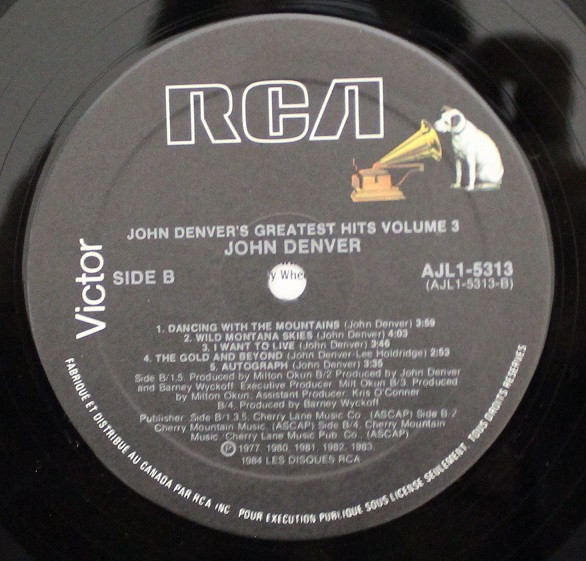 RCA
JOHN DENVER'S GREATEST HITS VOLUME 3
JOHN DENVER
Victor
SIDE B
y Whe
AJL1-5313
(AJL1-5313-B)
1. DANCING WITH THE MOUNTAINS (John Denver) 3:59
2. WILD MONTANA SKIES (John Denver) 4:03
3. I WANT TO LIVE (John Denver) 3:46
4. THE GOLD AND BEYOND (John Denver-Lee Holdridge) 2:53
5. AUTOGRAPH (John Denver) 3:35
Side B/1,5. Produced by Milton Okun B/2 Produced by John Denver
and Barney Wyckoff. Executive Producer: Milt Okun B/3. Produced
by Milton Okun: Assistant Producer: Kris O'Conner
B/4. Produced by Barney Wyckoff
Publisher: Side B/1,3,5. Cherry Lane Music Co. (ASCAP) Side B/2
Cherry Mountain Music. (ASCAP) Side B/4. Cherry Mountain
Music/Cherry Lane Music Pub. Co., (ASCAP)
℗ 1977, 1980, 1981, 1982, 1983,
1984 LES DISQUES RCA
FABRIQUE ET DISTRIBUE AU CANADA PAR RCA INC POUR EXECUTION PUBLIQUE SOUS LICENSE SEULEMENT. TOUS DROITS RESERVES